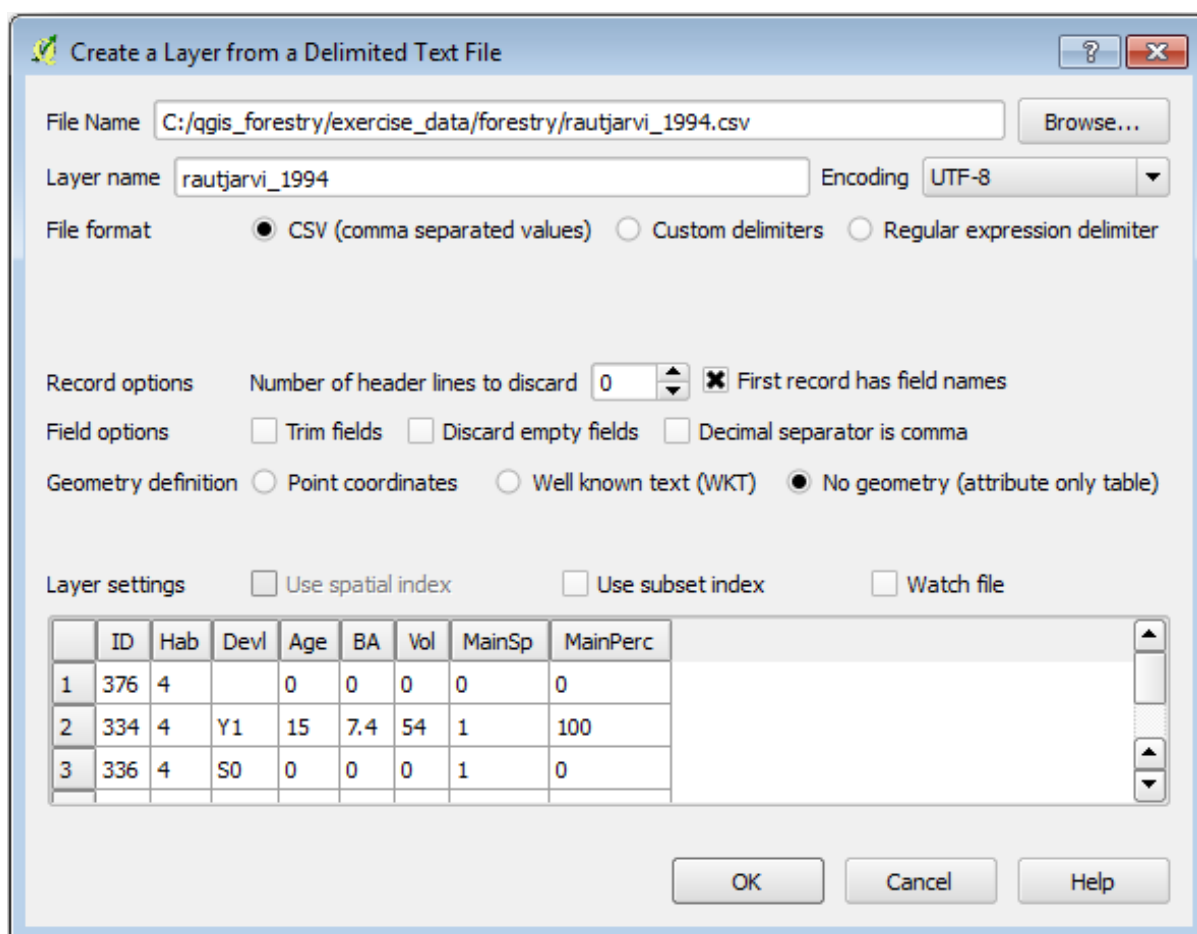 Create a Layer from a Delimited Text File
File Name C:/qgis_forestry/exercise_data/forestry/rautjarvi_1994.csv Browse...
Layer name rautjarvi_1994 Encoding UTF-8
File format CSV (comma separated values) Custom delimiters Regular expression delimiter
Record options Number of header lines to discard 0 First record has field names
Field options Trim fields Discard empty fields Decimal separator is comma
Geometry definition Point coordinates Well known text (WKT) No geometry (attribute only table)
Layer settings Use spatial index Use subset index Watch file
ID Hab Devl Age BA Vol MainSp MainPerc
1 376 4 0 0 0 0 0
2 334 4 Y1 15 7.4 54 1 100
3 336 4 S0 0 0 0 1 0
OK Cancel Help